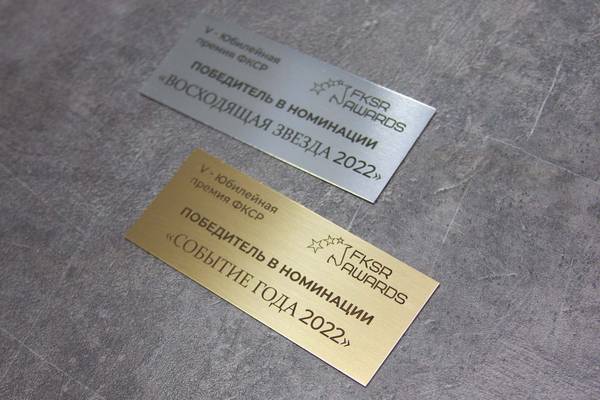 V - Юбилейная
премия ФКСР
FKSR
AWARDS
ПОБЕДИТЕЛЬ В НОМИНАЦИИ
«ВОСХОДЯЩАЯ ЗВЕЗДА 2022»
V - Юбилейная
премия ФКСР
FKSR
AWARDS
ПОБЕДИТЕЛЬ В НОМИНАЦИИ
«СОБЫТИЕ ГОДА 2022»